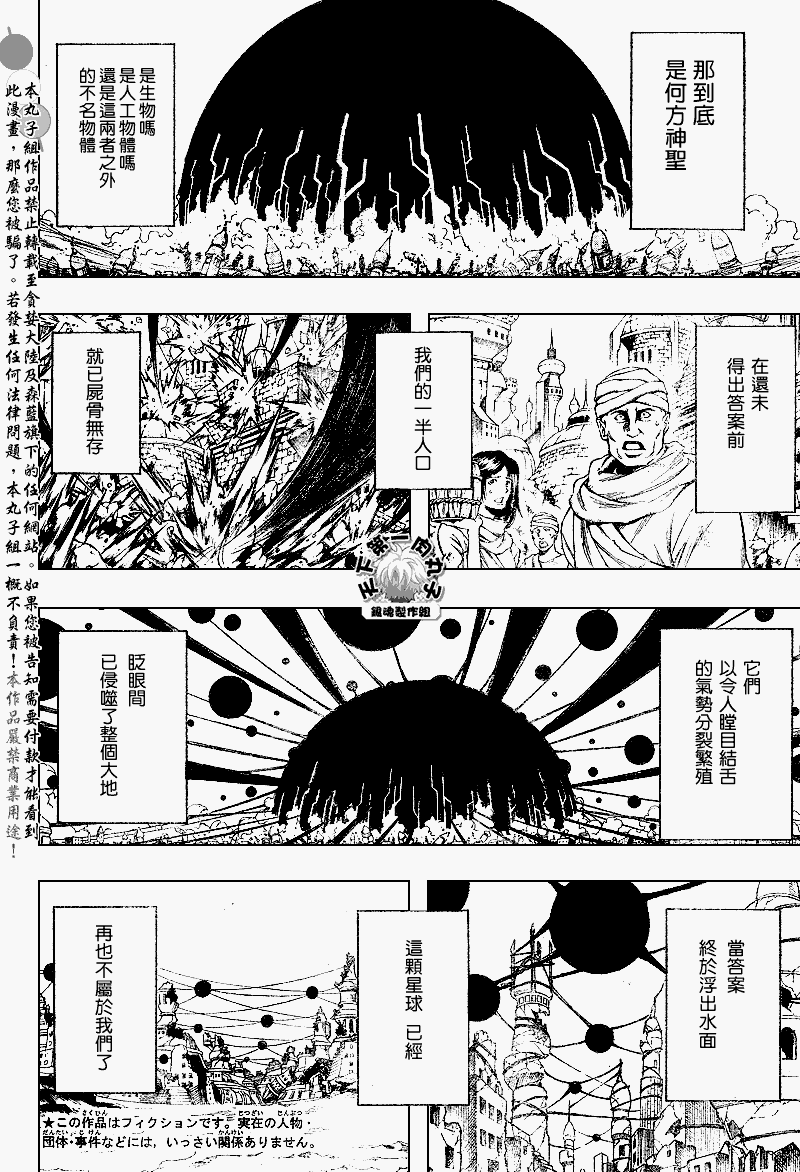 那到底
是何方神聖
是生物嗎
是人工物體嗎
還是這兩者之外
的不名物體
在還未
得出答案前
我們的一半人口
就已屍骨無存
它們
以令人瞠目結舌
的氣勢分裂繁殖
眨眼間
已侵噬了整個大地
當答案
終於浮出水面
這顆星球 已經
再也不屬於我們了
★この作品はフィクションです。実在の人物・
団体・事件などには、いっさい関係ありません。
天下第一肉丸子
銀魂製作組
本丸子組作品禁止轉載至貪婪大陸及森藍旗下的任何網站。如果您被告知需要付款才能看到
此漫畫，那麼您被騙了。若發生任何法律問題，本丸子組一概不負責！本作品嚴禁商業用途！